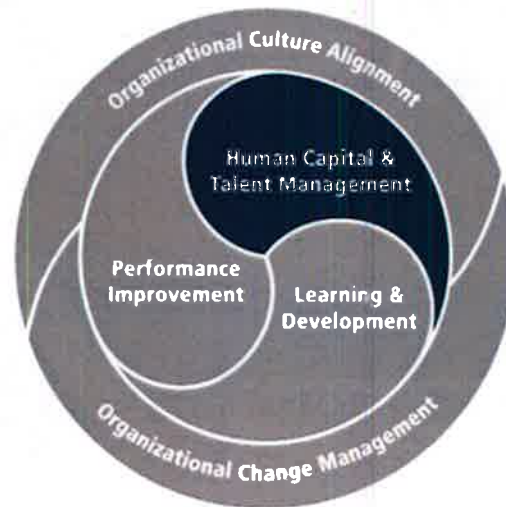 Organizational Culture Alignment
Human Capital &
Talent Management
Performance
Improvement
Learning &
Development
Organizational Change Management